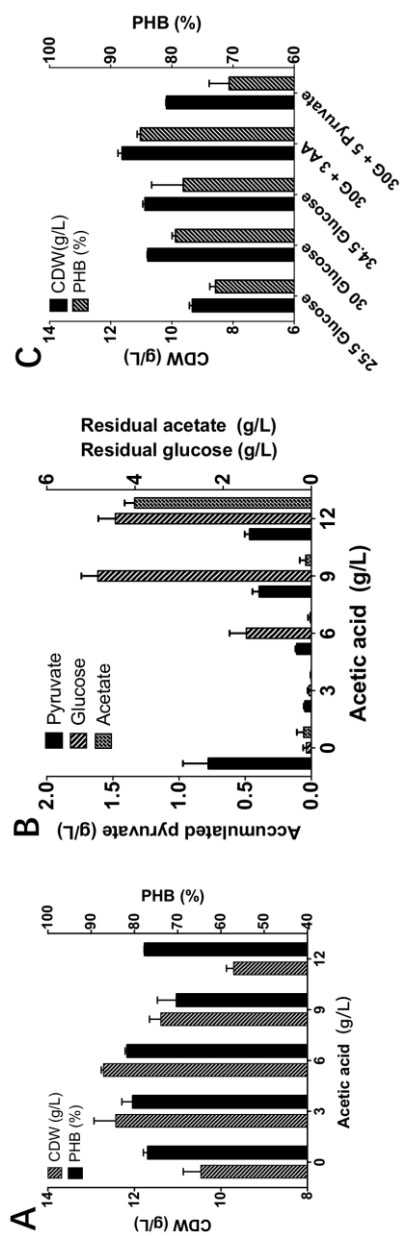 A
CDW (g/L)
PHB (%)
CDW (g/L)
14
12
10
8
PHB (%)
100
90
80
70
60
50
40
0
3
6
9
12
Acetic acid (g/L)
B
Pyruvate
Glucose
Acetate
Accumulated pyruvate (g/L)
2.0
1.5
1.0
0.5
0.0
Residual acetate (g/L)
Residual glucose (g/L)
6
4
2
0
0
3
6
9
12
Acetic acid (g/L)
C
CDW(g/L)
PHB (%)
CDW (g/L)
14
12
10
8
6
PHB (%)
100
90
80
70
60
25.5 Glucose
30 Glucose
34.5 Glucose
30G + 3 AA
30G + 5 Pyruvate